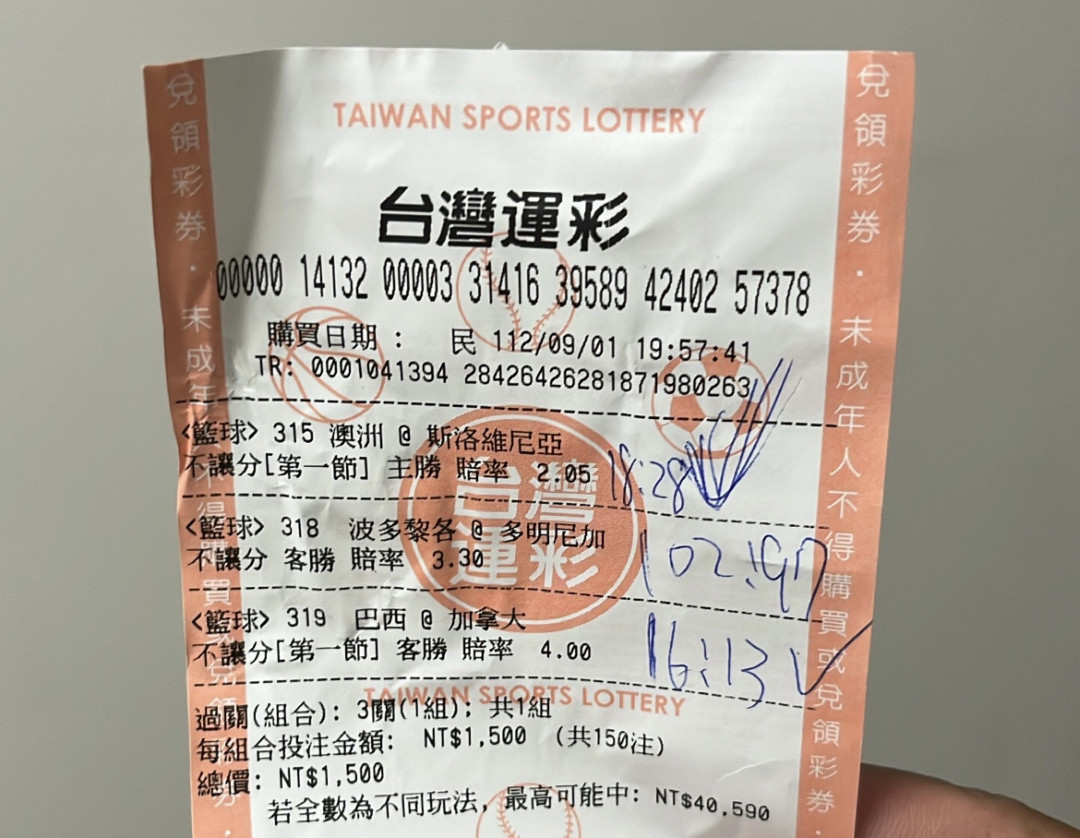 TAIWAN SPORTS LOTTERY
台灣運彩
00000 14132 00003 31416 39589 42402 57378
購買日期: 民 112/09/01 19:57:41
TR: 0001041394 284264262818719802​63
<籃球> 315 澳洲 @ 斯洛維尼亞
不讓分[第一節] 主勝 賠率 2.05 18:28
<籃球> 318 波多黎各 @ 多明尼加
不讓分 客勝 賠率 3.30 102:97
<籃球> 319 巴西 @ 加拿大
不讓分[第一節] 客勝 賠率 4.00 16:13
TAIWAN SPORTS LOTTERY
過關(組合): 3關(1組): 共1組
每組合投注金額: NT$1,500 (共150注)
總價: NT$1,500
若全數為不同玩法, 最高可能中: NT$40,590
兌領彩券·未成年人不得購買或兌領彩券·
兌領彩券·未成年人不得購買或兌領彩券·
台灣運彩